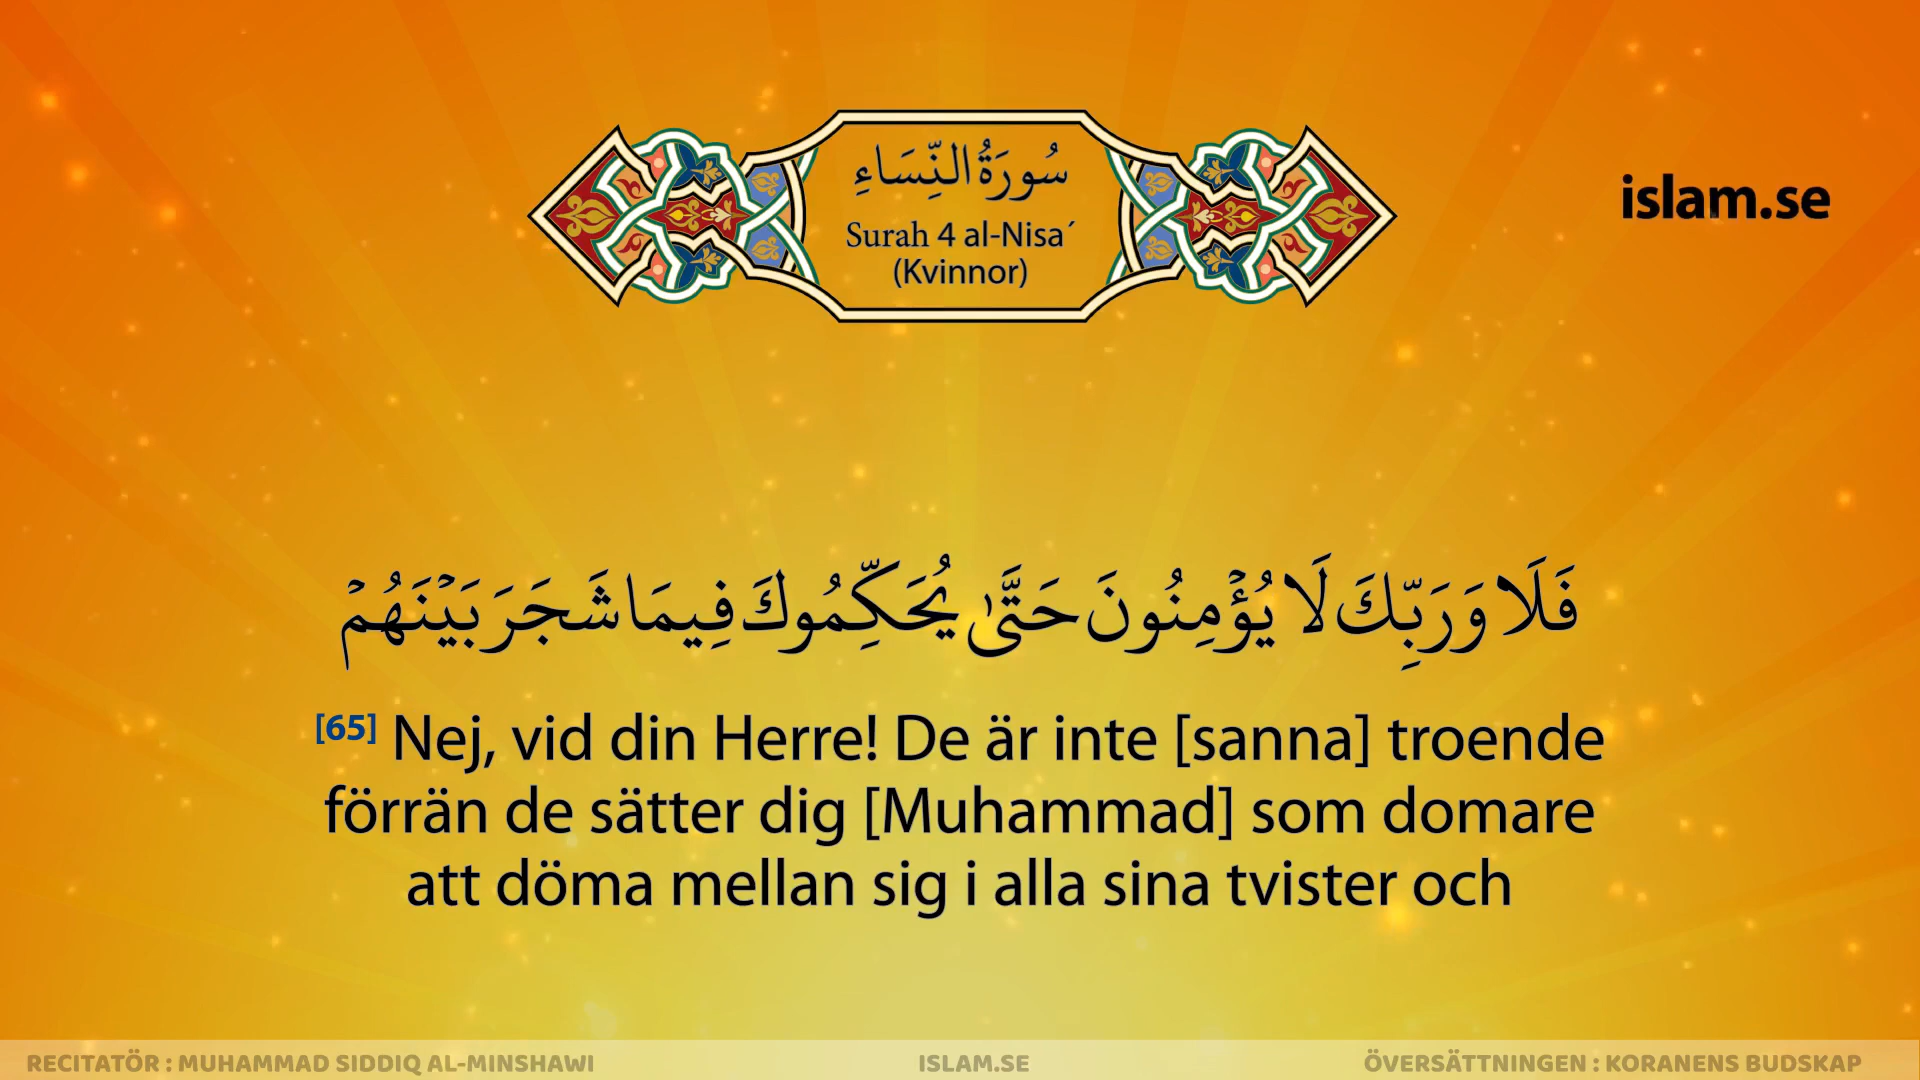 سُورَةُ النِّسَاءِ
Surah 4 al-Nisa´
(Kvinnor)
islam.se
فَلَا وَرَبِّكَ لَا يُؤْمِنُونَ حَتَّىٰ يُحَكِّمُوكَ فِيمَا شَجَرَ بَيْنَهُمْ
[65] Nej, vid din Herre! De är inte [sanna] troende
förrän de sätter dig [Muhammad] som domare
att döma mellan sig i alla sina tvister och
RECITATÖR : MUHAMMAD SIDDIQ AL-MINSHAWI
ISLAM.SE
ÖVERSÄTTNINGEN : KORANENS BUDSKAP